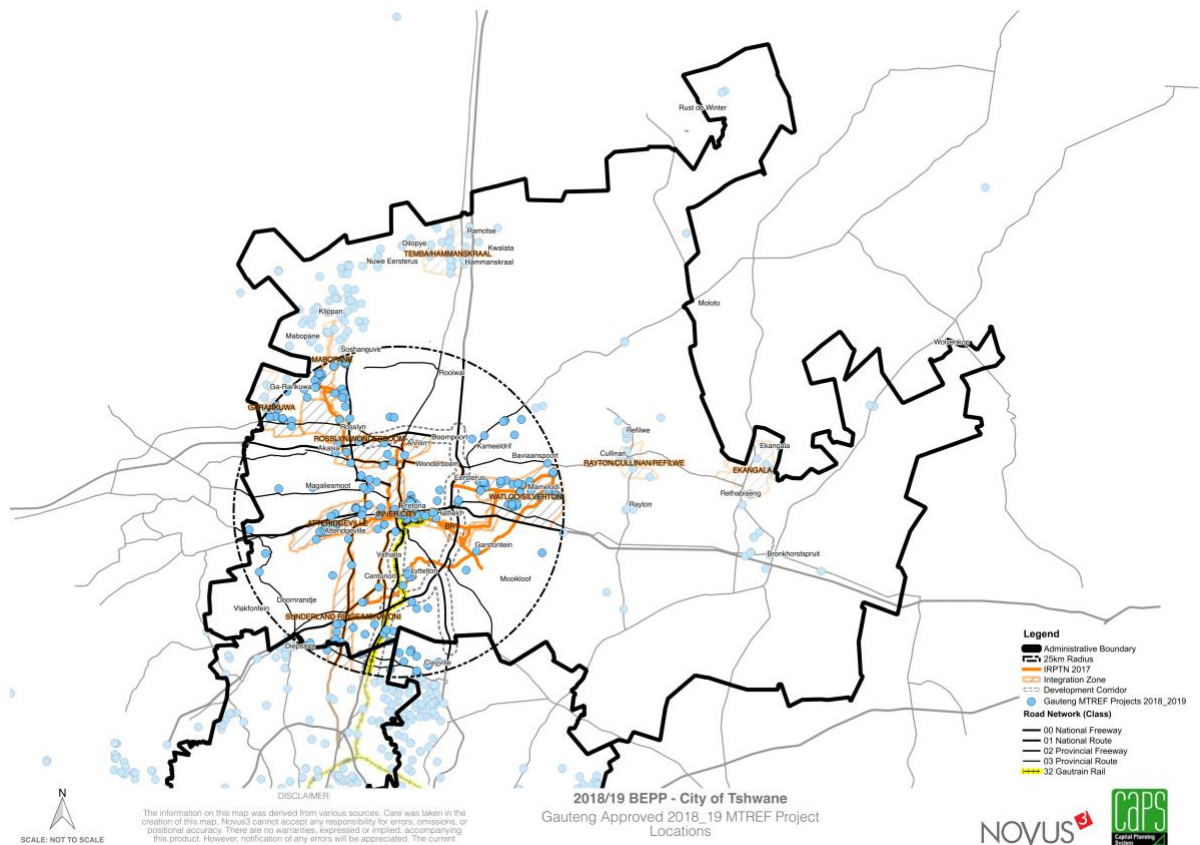 Rust de Winter
Ramotse
Dilopye
Kwalata
TEMBA/HAMMANSKRAAL
Nuwe Eersterus
Hammanskraal
Moloto
Klippan
Mabopane
Wolvenkop
Soshanguve
MABOPANE
Rooiwal
Ga-Rankuwa
GARANKUWA
Rosslyn
Refilwe
ROSSLYN/WONDERBOOM
Boompoort
Annlin
Kameeldrif
Ekangala
Akasia
Cullinan
Baviaanspoort
Wonderboom
RAYTON/CULLINAN/REFILWE
EKANGALA
Eersterus
Magaliesmoot
Mamelodi
Rethabiseng
WATLOO/SILVERTON
Pretoria
Rayton
INNER CITY
Hatfield
ATTERIDGEVILLE
Atteridgeville
Garsfontein
Valhalla
Bronkhorstspruit
Centurion
Lyttelton
Mooikloof
Doornrandje
Vlakfontein
Diepsloot
Clayville
Legend
Administrative Boundary
25km Radius
IRPTN 2017
Integration Zone
Development Corridor
Gauteng MTREF Projects 2018_2019
Road Network (Class)
00 National Freeway
01 National Route
02 Provincial Freeway
03 Provincial Route
32 Gautrain Rail
N
SCALE: NOT TO SCALE
DISCLAIMER:
The information on this map was derived from various sources. Care was taken in the
creation of this map. Novus3 cannot accept any responsibility for errors, omissions, or
positional accuracy. There are no warranties, expressed or implied, accompanying
this product. However, notification of any errors will be appreciated. The current
2018/19 BEPP - City of Tshwane
Gauteng Approved 2018_19 MTREF Project
Locations
NOVUS3
CAPS
Capital Planning
System